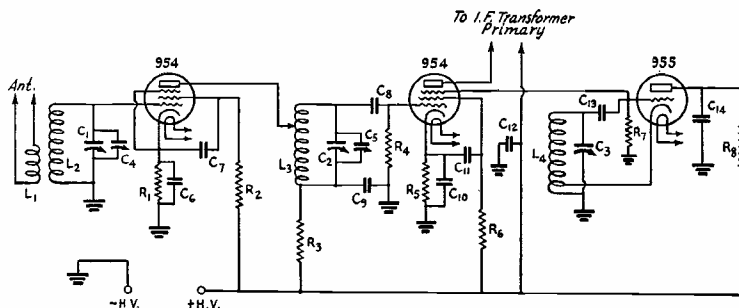 To I.F. Transformer
Primary
954
954
955
Ant.
C8
C13
C14
C1
C4
C7
C2
C5
C12
R7
L2
L3
R4
L4
C3
R1
C6
R2
R5
C11
R8
L1
C9
C10
R3
R6
~H.V.
+H.V.